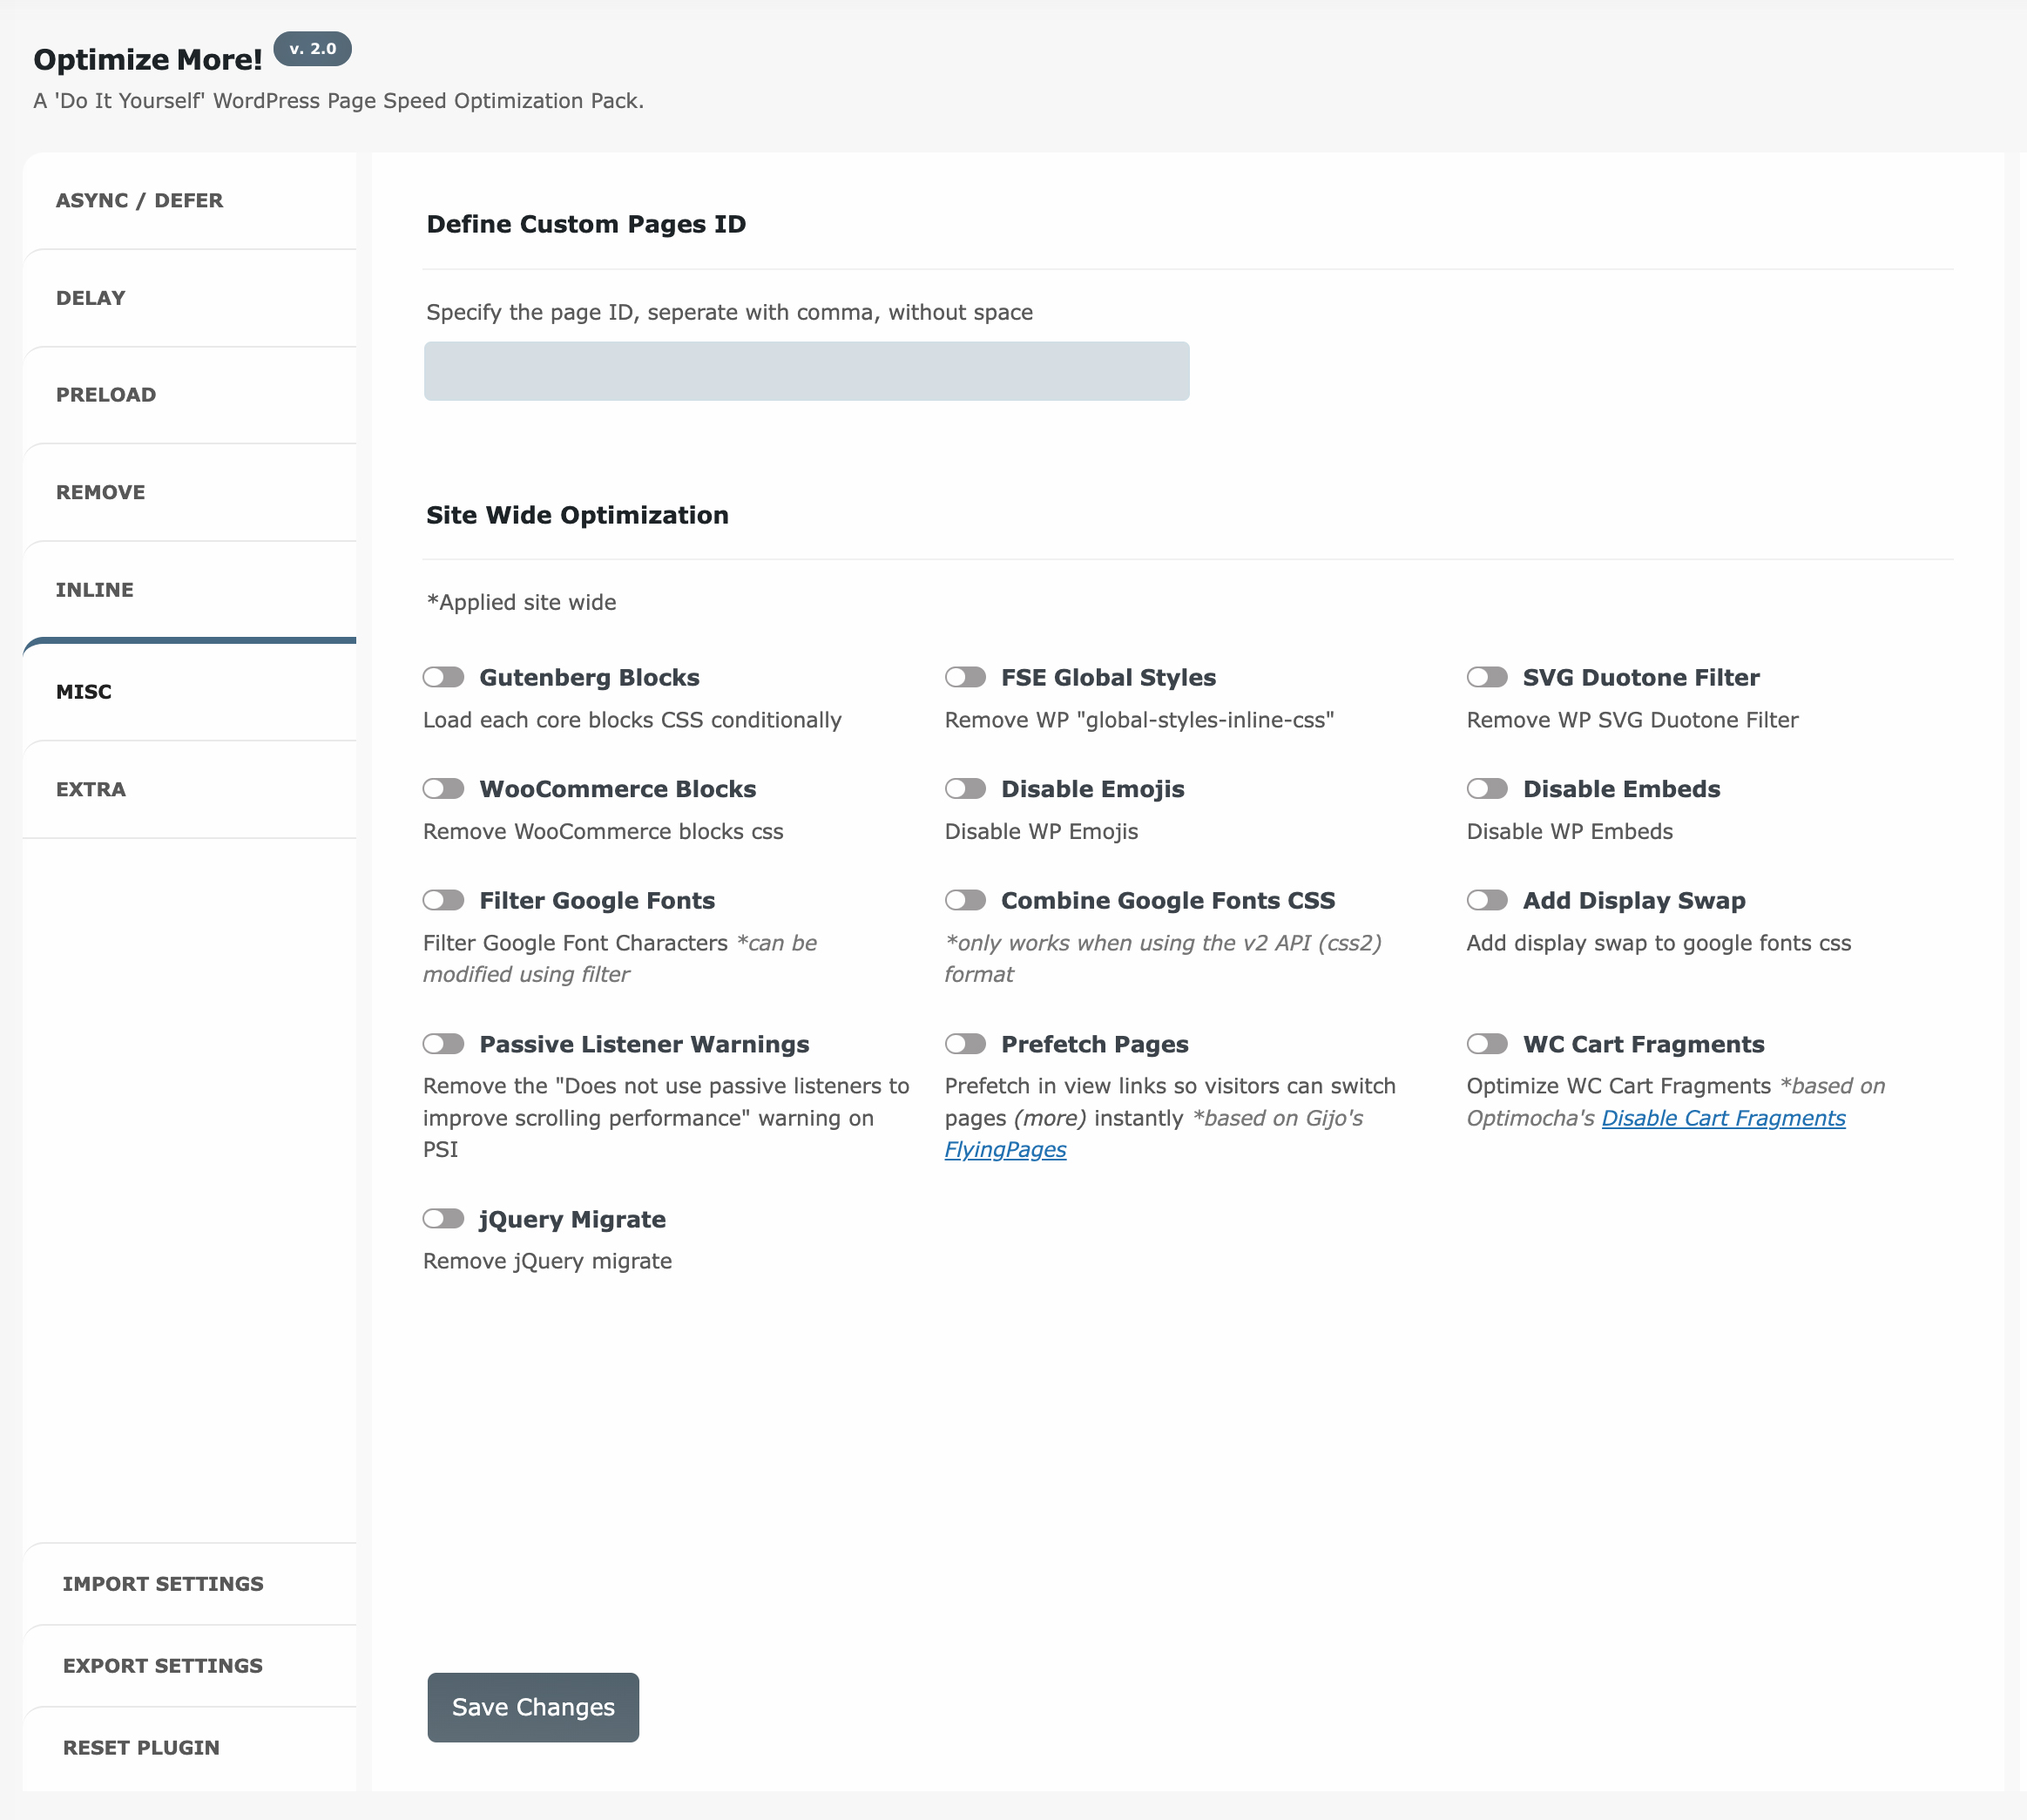 Optimize More! v. 2.0
A 'Do It Yourself' WordPress Page Speed Optimization Pack.
ASYNC / DEFER
DELAY
PRELOAD
REMOVE
INLINE
MISC
EXTRA
IMPORT SETTINGS
EXPORT SETTINGS
RESET PLUGIN
Define Custom Pages ID
Specify the page ID, seperate with comma, without space
Site Wide Optimization
*Applied site wide
Gutenberg Blocks
Load each core blocks CSS conditionally
FSE Global Styles
Remove WP "global-styles-inline-css"
SVG Duotone Filter
Remove WP SVG Duotone Filter
WooCommerce Blocks
Remove WooCommerce blocks css
Disable Emojis
Disable WP Emojis
Disable Embeds
Disable WP Embeds
Filter Google Fonts
Filter Google Font Characters *can be
modified using filter
Combine Google Fonts CSS
*only works when using the v2 API (css2)
format
Add Display Swap
Add display swap to google fonts css
Passive Listener Warnings
Remove the "Does not use passive listeners to
improve scrolling performance" warning on
PSI
Prefetch Pages
Prefetch in view links so visitors can switch
pages (more) instantly *based on Gijo's
FlyingPages
WC Cart Fragments
Optimize WC Cart Fragments *based on
Optimocha's Disable Cart Fragments
jQuery Migrate
Remove jQuery migrate
Save Changes